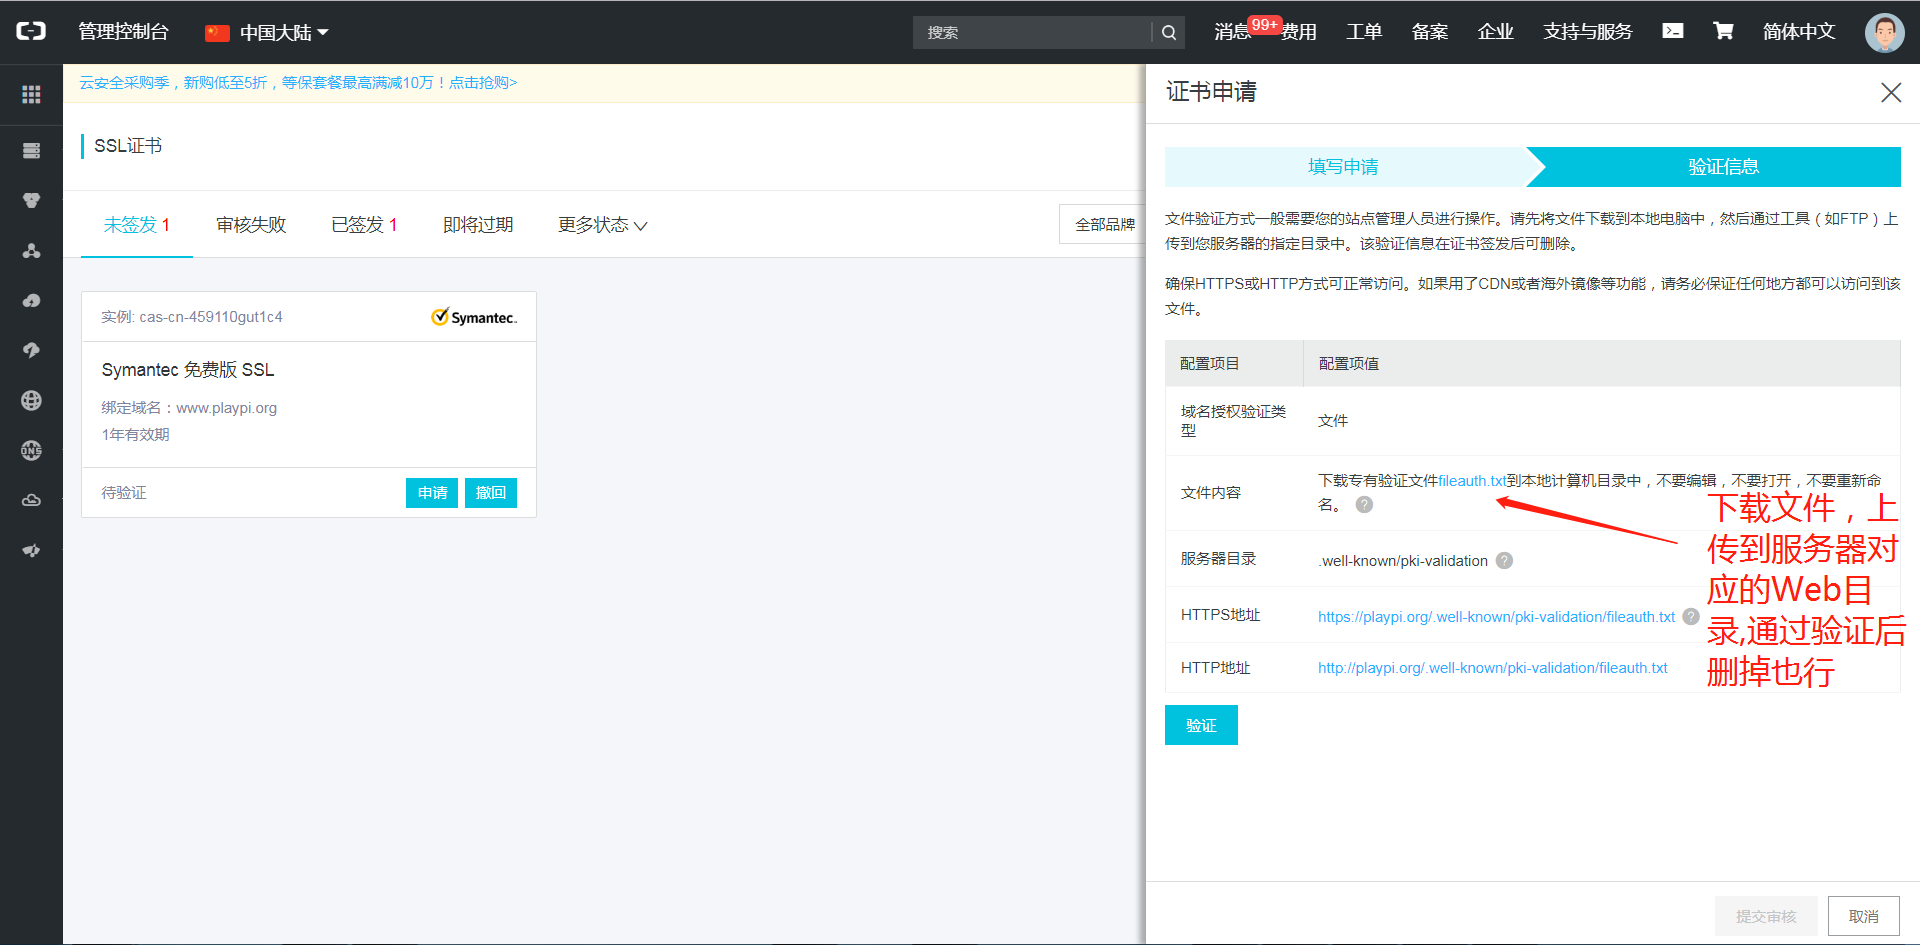 管理控制台
中国大陆
搜索
消息
99+
费用
工单
备案
企业
支持与服务
简体中文
云安全采购季，新购低至5折，等保套餐最高满减10万！点击抢购>
SSL证书
未签发 1
审核失败
已签发 1
即将过期
更多状态
全部品牌
实例: cas-cn-459110gut1c4
Symantec.
Symantec 免费版 SSL
绑定域名：www.playpi.org
1年有效期
待验证
申请
撤回
DNS
证书申请
填写申请
验证信息
文件验证方式一般需要您的站点管理人员进行操作。请先将文件下载到本地电脑中，然后通过工具（如FTP）上
传到您服务器的指定目录中。该验证信息在证书签发后可删除。
确保HTTPS或HTTP方式可正常访问。如果用了CDN或者海外镜像等功能，请务必保证任何地方都可以访问到该
文件。
配置项目
配置项值
域名授权验证类
型
文件
文件内容
下载专有验证文件fileauth.txt到本地计算机目录中，不要编辑，不要打开，不要重新命
名。
服务器目录
.well-known/pki-validation
HTTPS地址
https://playpi.org/.well-known/pki-validation/fileauth.txt
HTTP地址
http://playpi.org/.well-known/pki-validation/fileauth.txt
下载文件，上
传到服务器对
应的Web目
录,通过验证后
删掉也行
验证
提交审核
取消